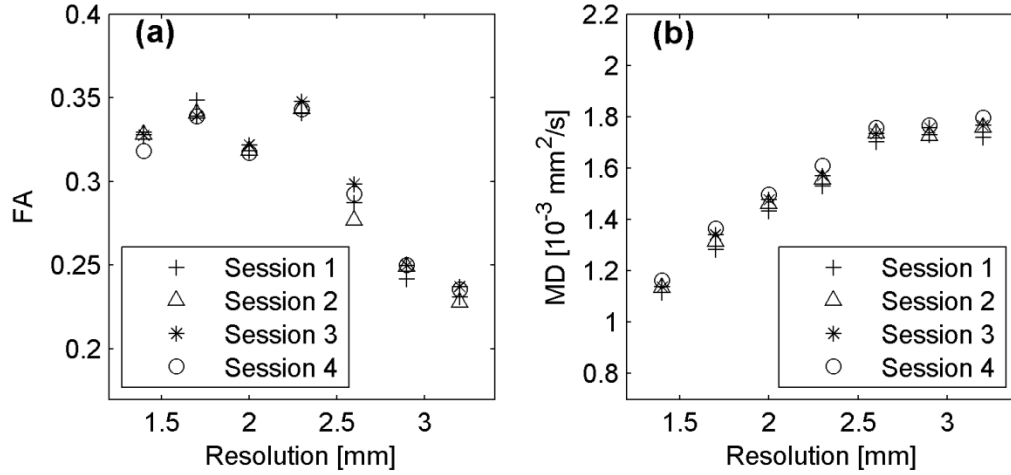 (a)
0.4
0.35
0.3
0.25
0.2
FA
1.5 2 2.5 3
Resolution [mm]
Session 1
Session 2
Session 3
Session 4
(b)
2.2
2
1.8
1.6
1.4
1.2
1
0.8
MD [10⁻³ mm²/s]
1.5 2 2.5 3
Resolution [mm]
Session 1
Session 2
Session 3
Session 4